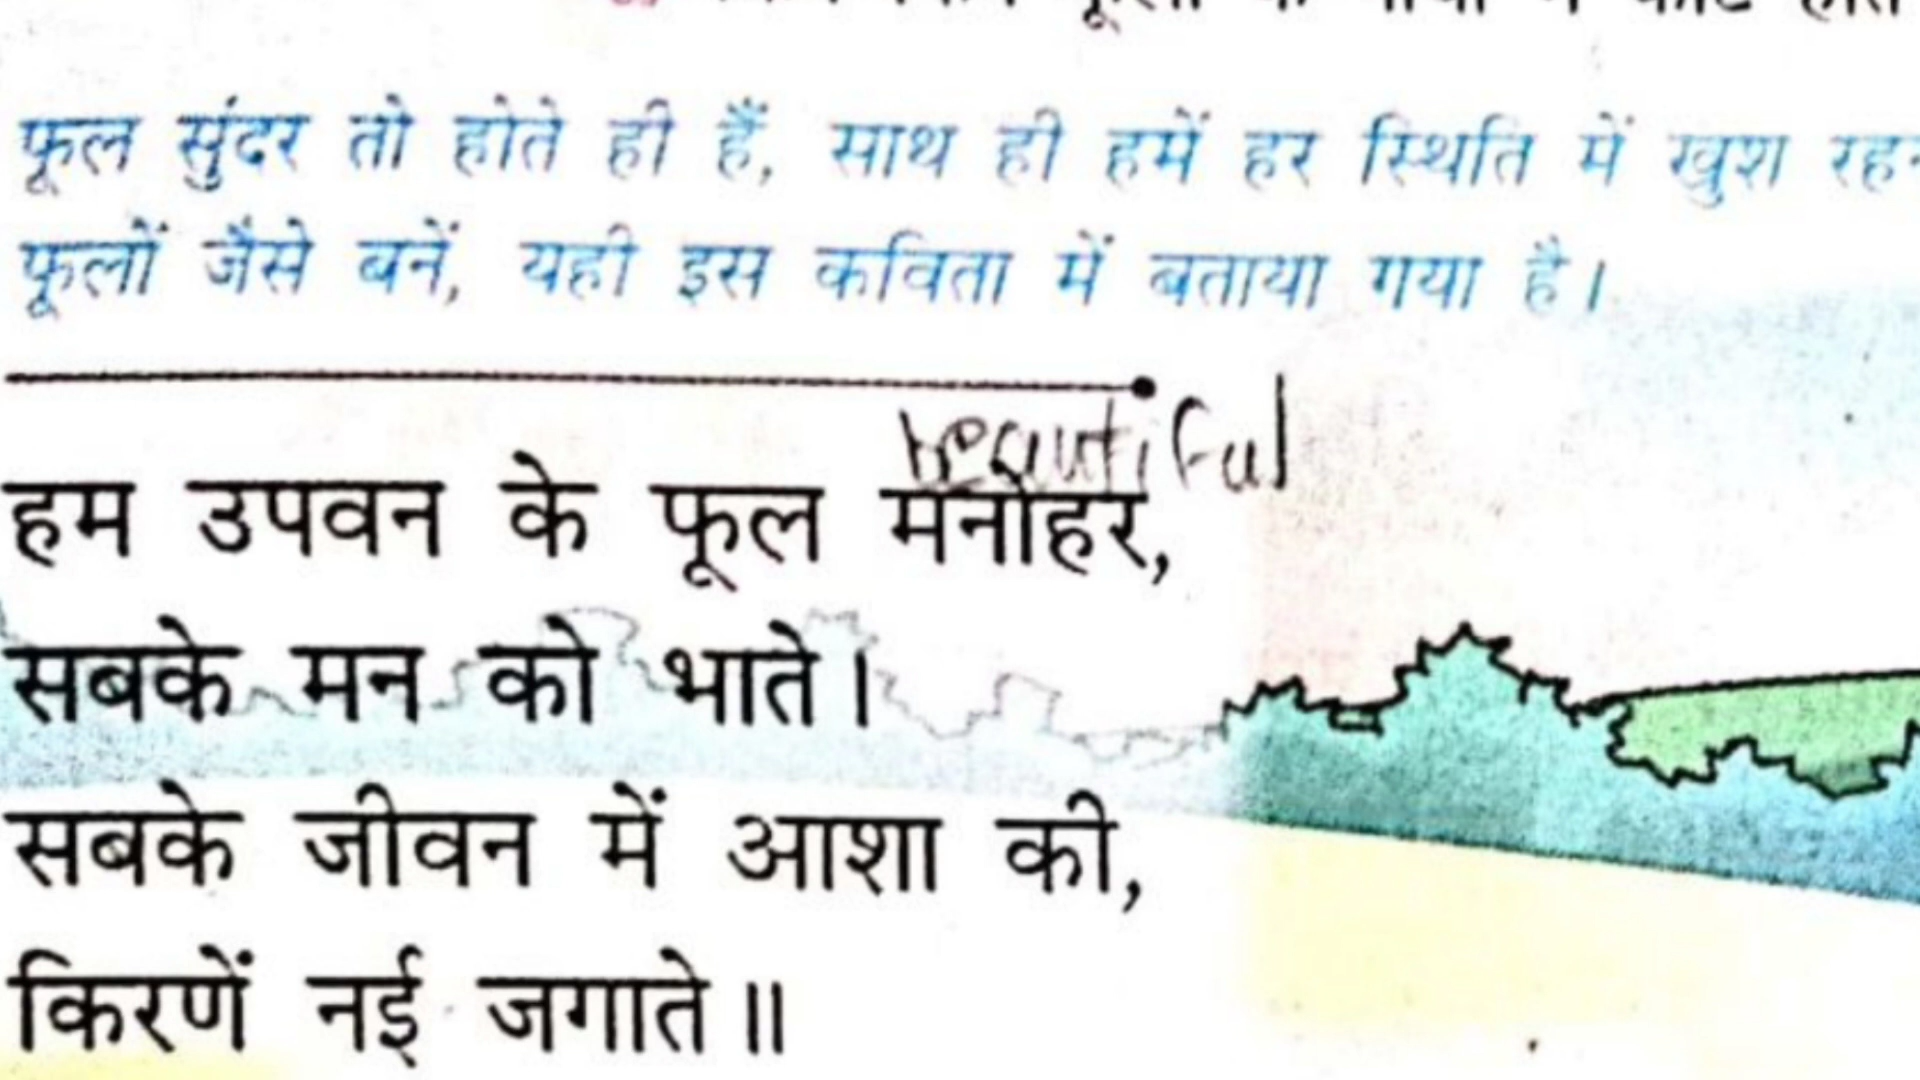 फूल सुंदर तो होते ही हैं, साथ ही हमें हर स्थिति में खुश
फूलों जैसे बनें, यही इस कविता में बताया गया है।
beautiful
हम उपवन के फूल मनोहर,
सबके मन को भाते।
सबके जीवन में आशा की,
किरणें नई जगाते॥